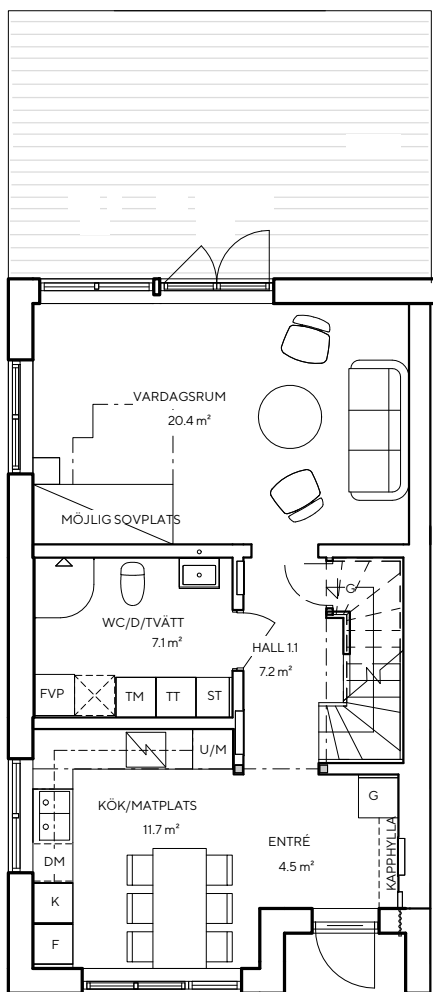 VARDAGSRUM
20.4 m²
MÖJLIG SOVPLATS
WC/D/TVÄTT
7.1 m²
G
HALL 1.1
7.2 m²
FVP
TM
TT
ST
U/M
KÖK/MATPLATS
11.7 m²
G
ENTRÉ
4.5 m²
KAPPHYLLA
DM
K
F